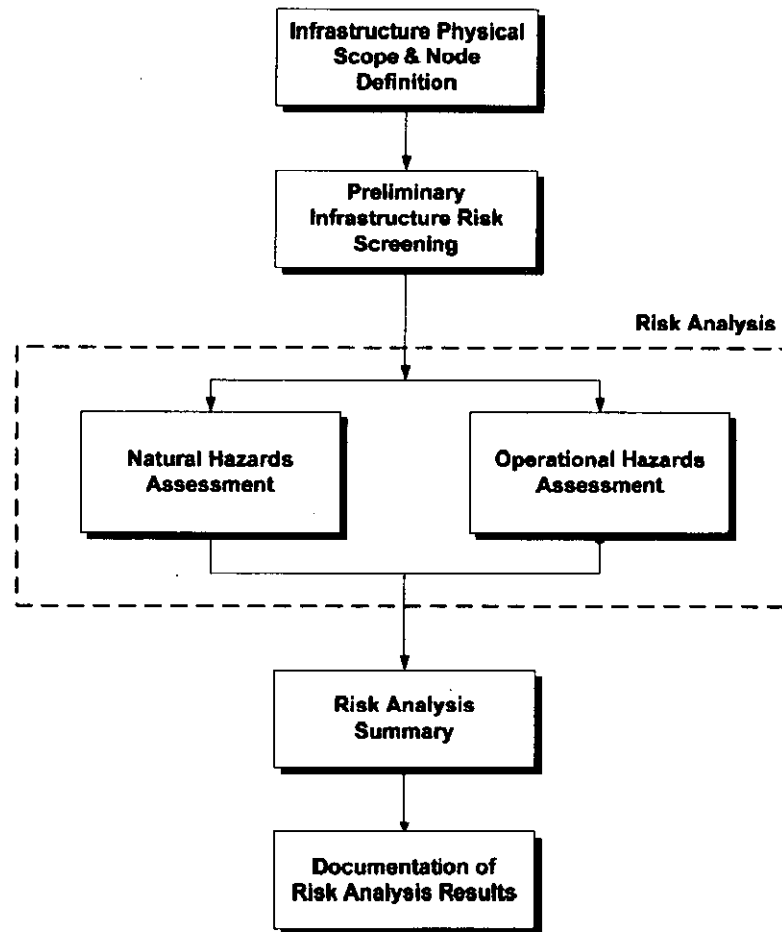 Infrastructure Physical
Scope & Node
Definition
Preliminary
Infrastructure Risk
Screening
Risk Analysis
Natural Hazards
Assessment
Operational Hazards
Assessment
Risk Analysis
Summary
Documentation of
Risk Analysis Results